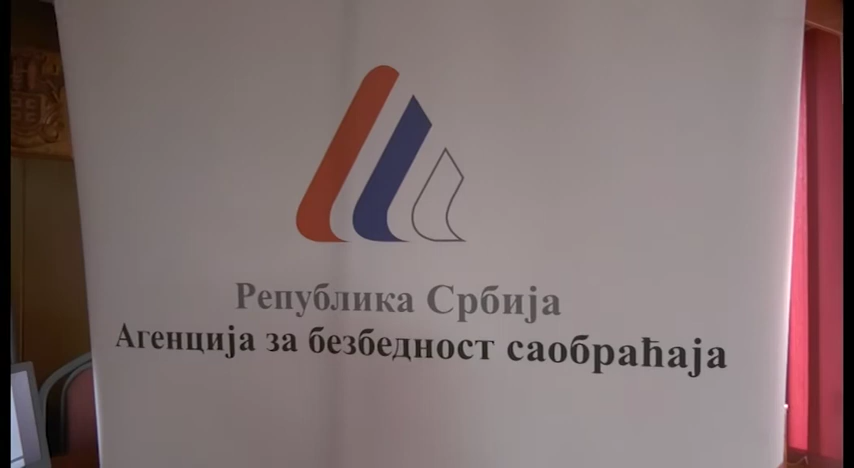 Република Србија
Агенција за безбедност саобраћаја